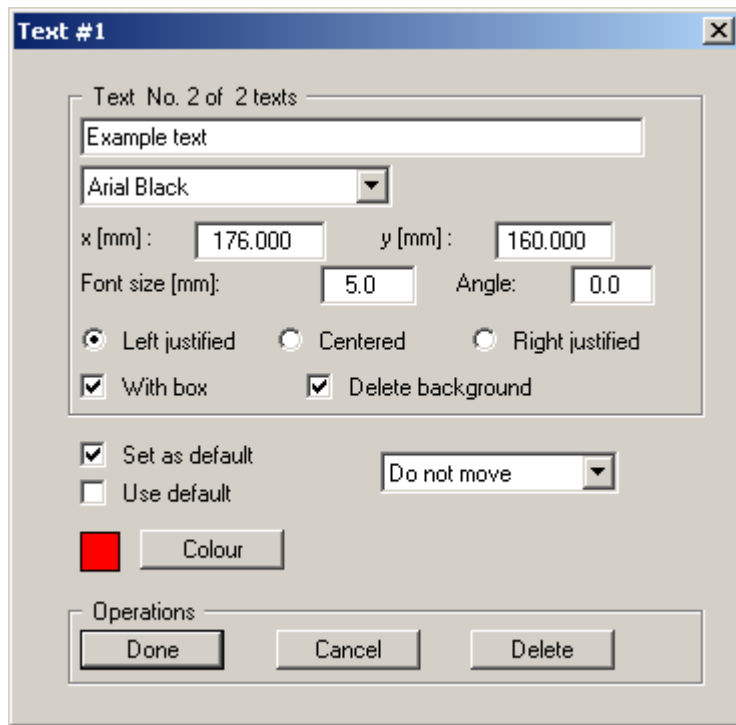 Text #1
Text No. 2 of 2 texts
Example text
Arial Black
x [mm] : 176.000 y [mm] : 160.000
Font size [mm]: 5.0 Angle: 0.0
Left justified Centered Right justified
With box Delete background
Set as default
Do not move
Use default
Colour
Operations
Done Cancel Delete